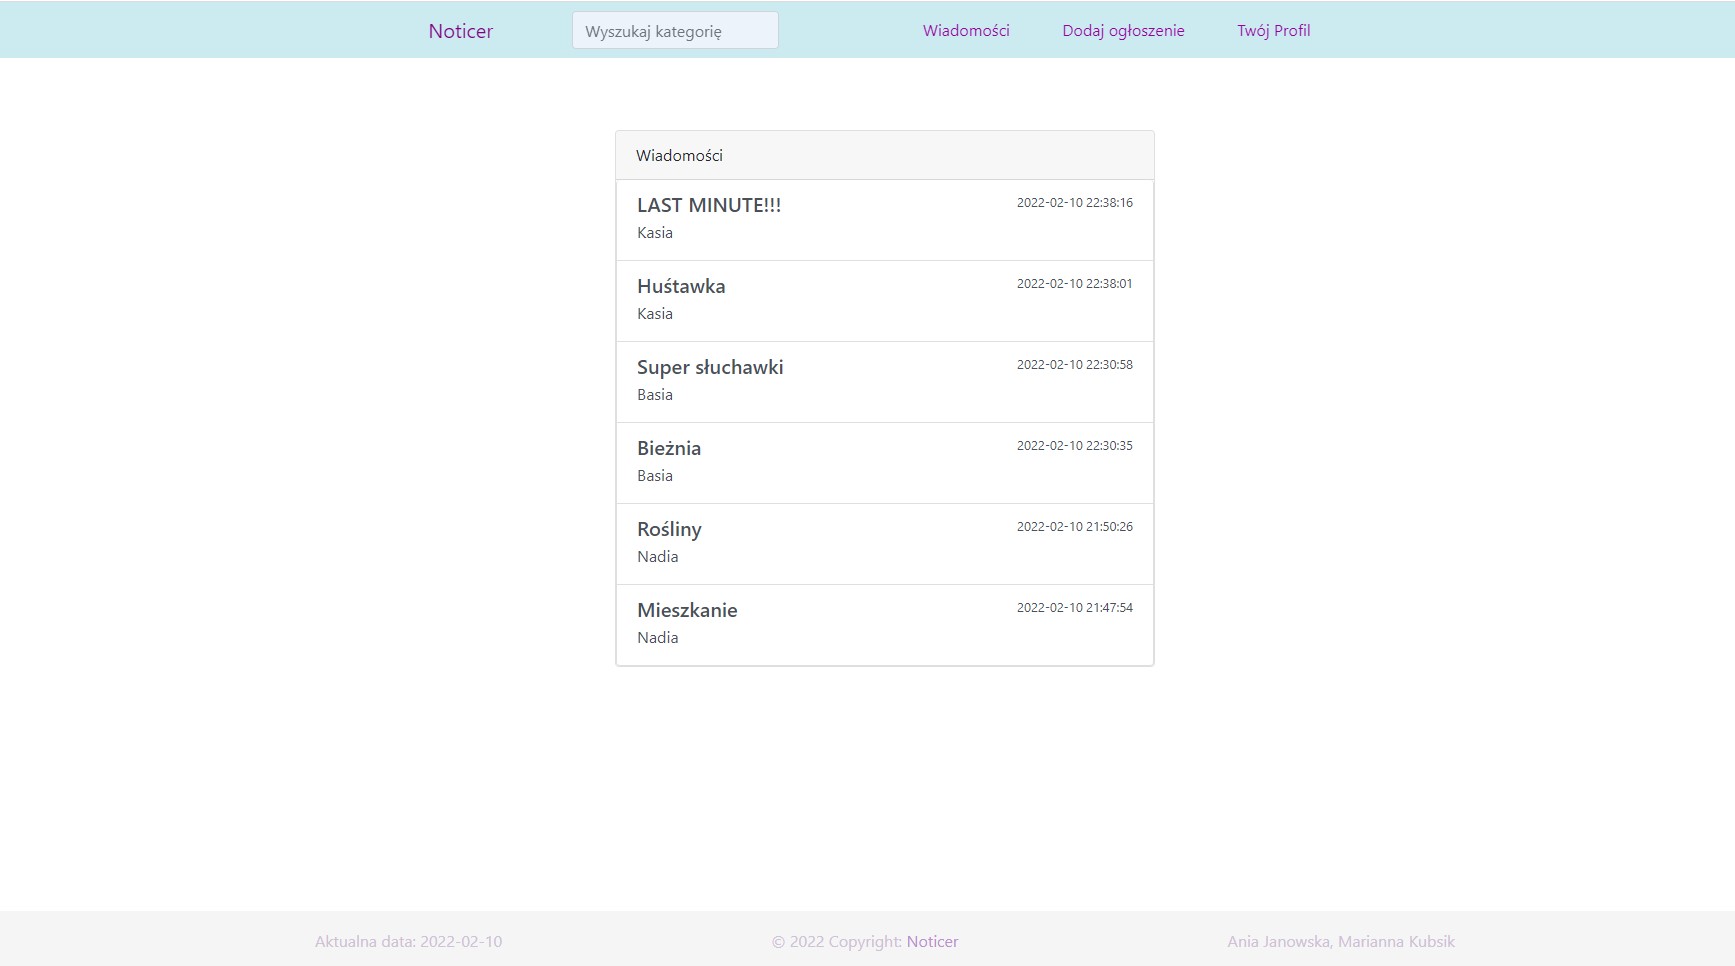 Noticer Wyszukaj kategorię Wiadomości Dodaj ogłoszenie Twój Profil
Wiadomości
LAST MINUTE!!! 2022-02-10 22:38:16
Kasia
Huśtawka 2022-02-10 22:38:01
Kasia
Super słuchawki 2022-02-10 22:30:58
Basia
Bieżnia 2022-02-10 22:30:35
Basia
Rośliny 2022-02-10 21:50:26
Nadia
Mieszkanie 2022-02-10 21:47:54
Nadia
Aktualna data: 2022-02-10 © 2022 Copyright: Noticer Ania Janowska, Marianna Kubsik